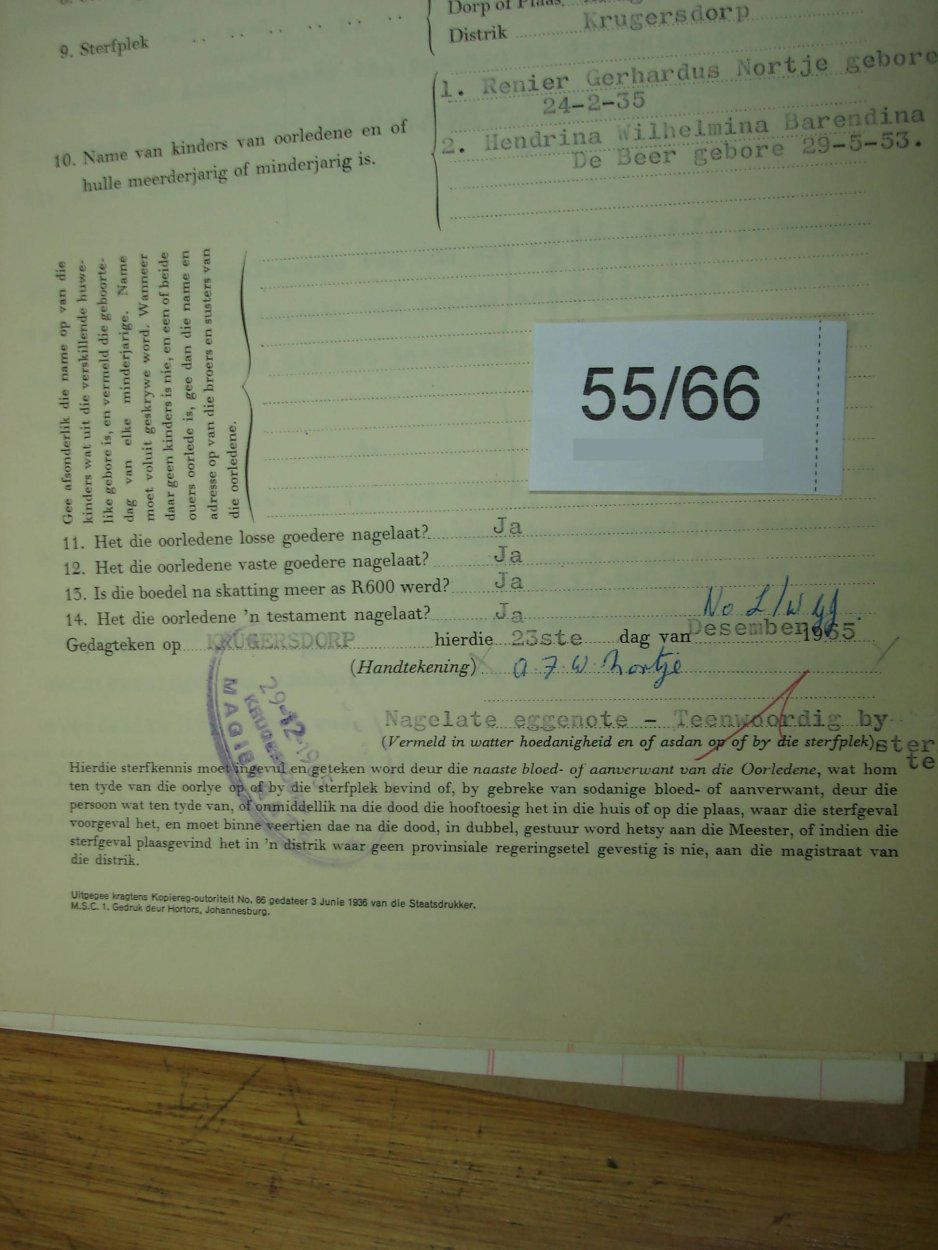 Dorp of Plaas
9. Sterfplek
Distrik Krugersdorp
10. Name van kinders van oorledene en of
hulle meerderjarig of minderjarig is.
1. Renier Gerhardus Nortje gebore
24-2-35
2. Hendrina Wilhelmina Barendina
De Beer gebore 29-5-53.
Gee afsonderlik die name op van die
kinders wat uit die verskillende huwe-
like gebore is, en vermeld die geboorte-
dag van elke minderjarige. Name
moet voluit geskrywe word. Wanneer
daar geen kinders is nie, en een of beide
ouers oorlede is, gee dan die name en
adresse op van die broers en susters van
die oorledene.
55/66
11. Het die oorledene losse goedere nagelaat? Ja
12. Het die oorledene vaste goedere nagelaat? Ja
13. Is die boedel na skatting meer as R600 werd? Ja
14. Het die oorledene 'n testament nagelaat? Ja
No L/W
Gedagteken op KRUGERSDORP hierdie 23ste dag van Desember 1965
(Handtekening) Nortje
Nagelate eggenote - Teenwoordig by
ster
te
(Vermeld in watter hoedanigheid en of asdan op of by die sterfplek)
Hierdie sterfkennis moet ingevul en geteken word deur die naaste bloed- of aanverwant van die Oorledene, wat hom
ten tyde van die oorlye op of by die sterfplek bevind of, by gebreke van sodanige bloed- of aanverwant, deur die
persoon wat ten tyde van, of onmiddelik na die dood die hooftoesig het in die huis of op die plaas, waar die sterfgeval
voorgeval het, en moet binne veertien dae na die dood, in dubbel, gestuur word hetsy aan die Meester, of indien die
sterfgeval plaasgevind het in 'n distrik waar geen provinsiale regeringsetel gevestig is nie, aan die magistraat van
die distrik.
Uitgegee kragtens Kopiereg-outoriteit No. 86 gedateer 3 Junie 1936 van die Staatsdrukker.
M.S.C. 1. Gedruk deur Hortors, Johannesburg.